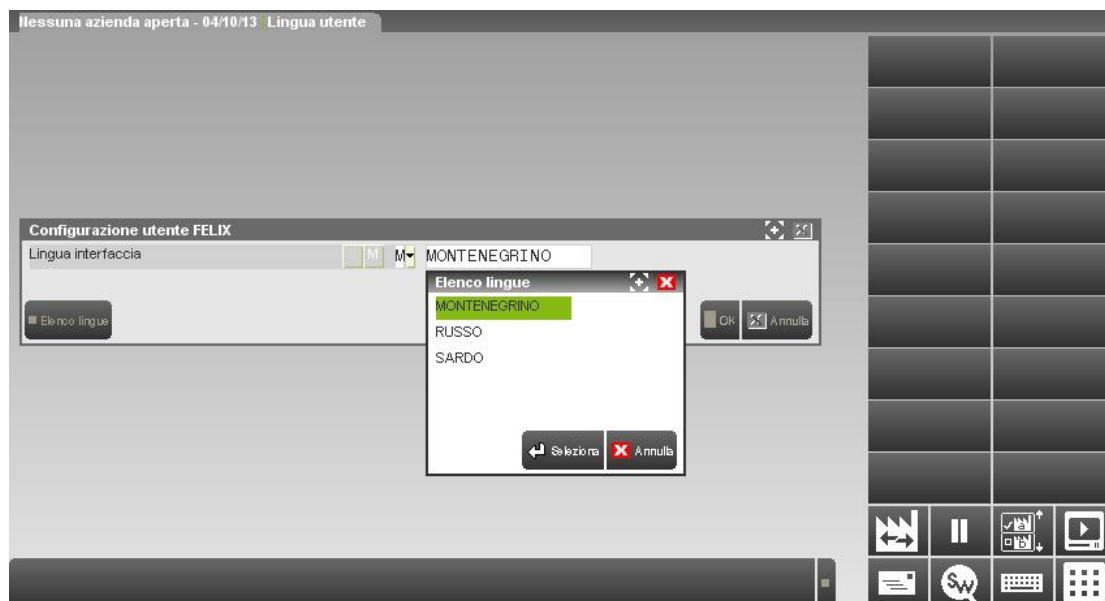 Nessuna azienda aperta - 04/10/13 Lingua utente
Configurazione utente FELIX
Lingua interfaccia M M MONTENEGRINO
Elenco lingue
MONTENEGRINO
RUSSO
SARDO
Elenco lingue
OK Annulla
Seleziona Annulla
SW